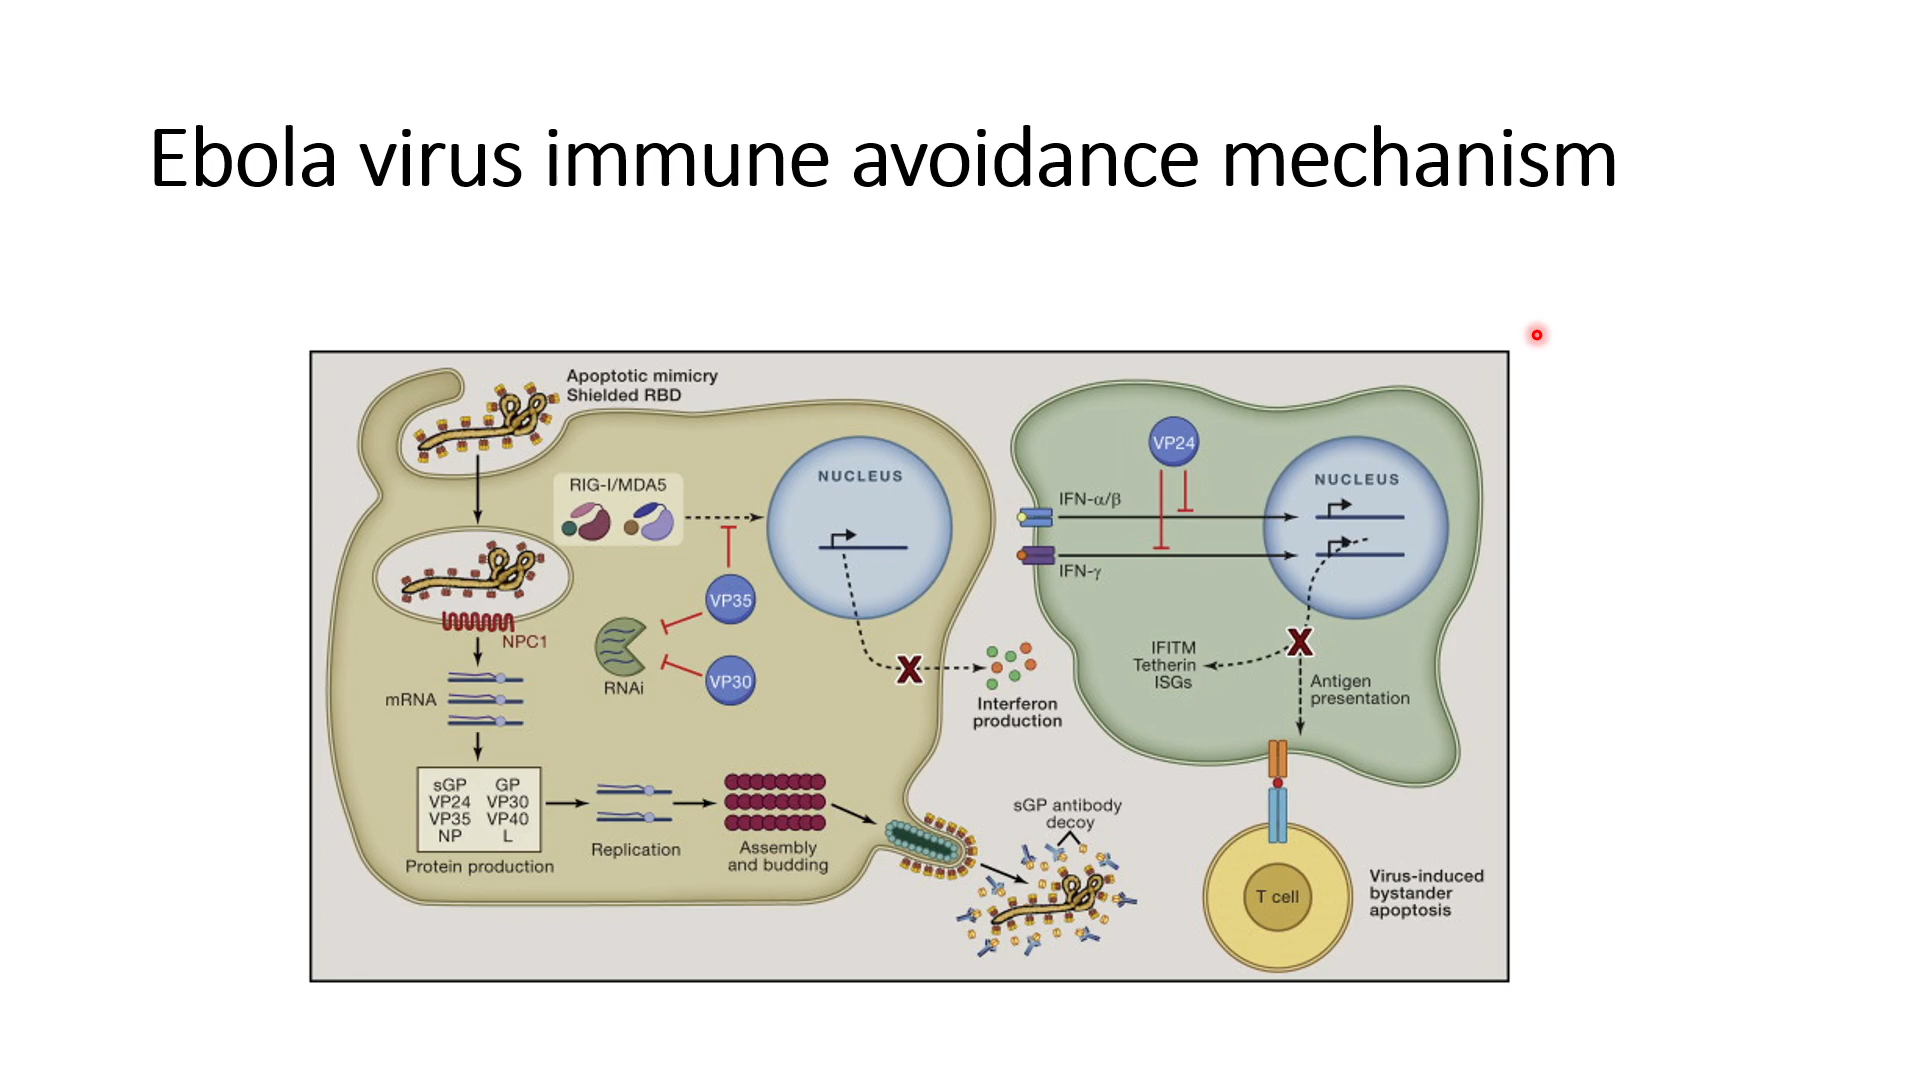 Ebola virus immune avoidance mechanism
Apoptotic mimicry
Shielded RBD
RIG-I/MDA5
NUCLEUS
VP35
VP30
RNAi
NPC1
mRNA
sGP GP
VP24 VP30
VP35 VP40
NP L
Protein production
Replication
Assembly
and budding
Interferon
production
sGP antibody
decoy
VP24
IFN-α/β
IFN-γ
NUCLEUS
X
X
IFITM
Tetherin
ISGs
Antigen
presentation
T cell
Virus-induced
bystander
apoptosis